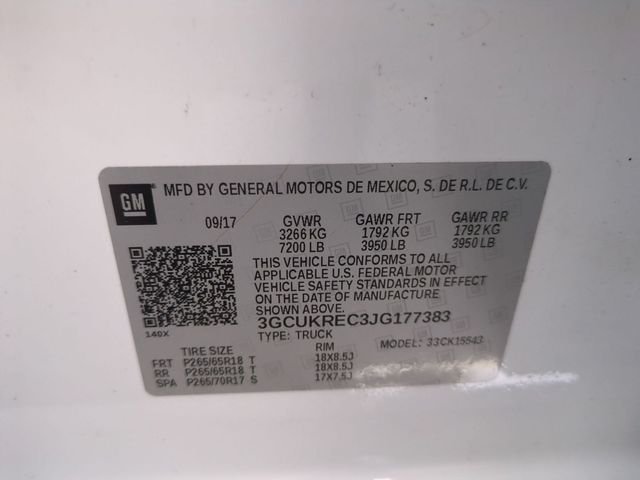 GM MFD BY GENERAL MOTORS DE MEXICO, S. DE R.L. DE C.V.
09/17 GVWR GAWR FRT GAWR RR
3266 KG 1792 KG 1792 KG
7200 LB 3950 LB 3950 LB
THIS VEHICLE CONFORMS TO ALL
APPLICABLE U.S. FEDERAL MOTOR
VEHICLE SAFETY STANDARDS IN EFFECT
ON THE DATE OF MANUFACTURE
SHOWN ABOVE.
3GCUKREC3JG177383
140X TYPE: TRUCK MODEL: 33CK15543
TIRE SIZE RIM
FRT P265/65R18 T 18X8.5J
RR P265/65R18 T 18X8.5J
SPA P265/70R17 S 17X7.5J